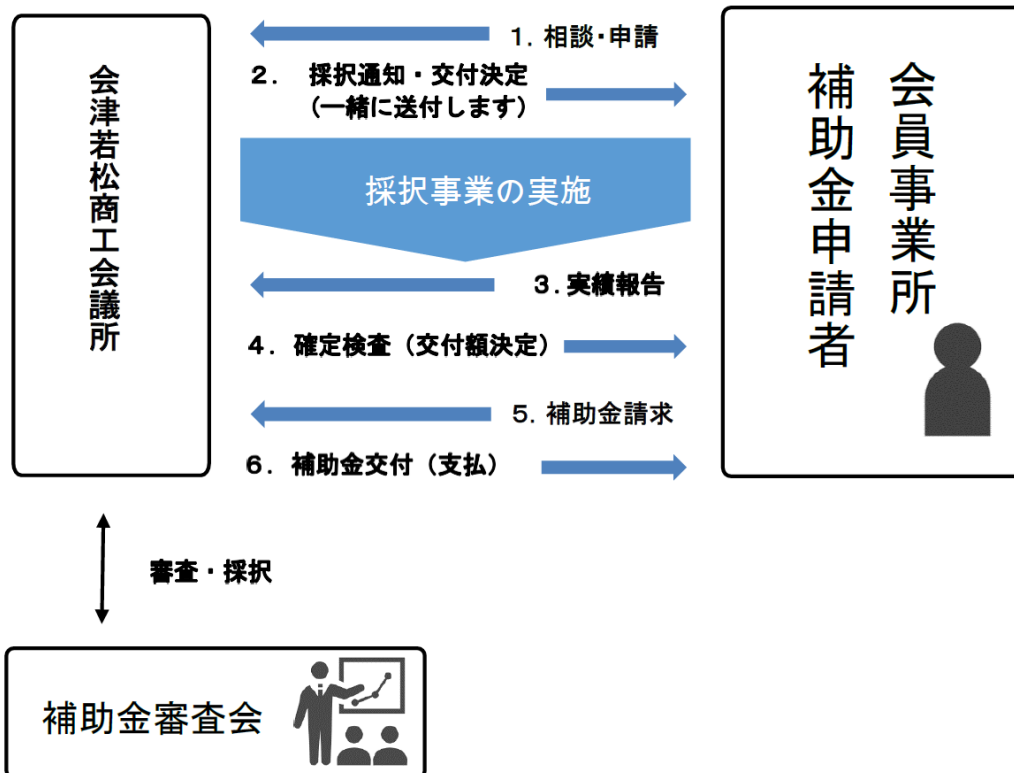 会津若松商工会議所
1. 相談・申請
2. 採択通知・交付決定
(一緒に送付します)
採択事業の実施
3. 実績報告
4. 確定検査（交付額決定）
5. 補助金請求
6. 補助金交付（支払）
会員事業所
補助金申請者
審査・採択
補助金審査会